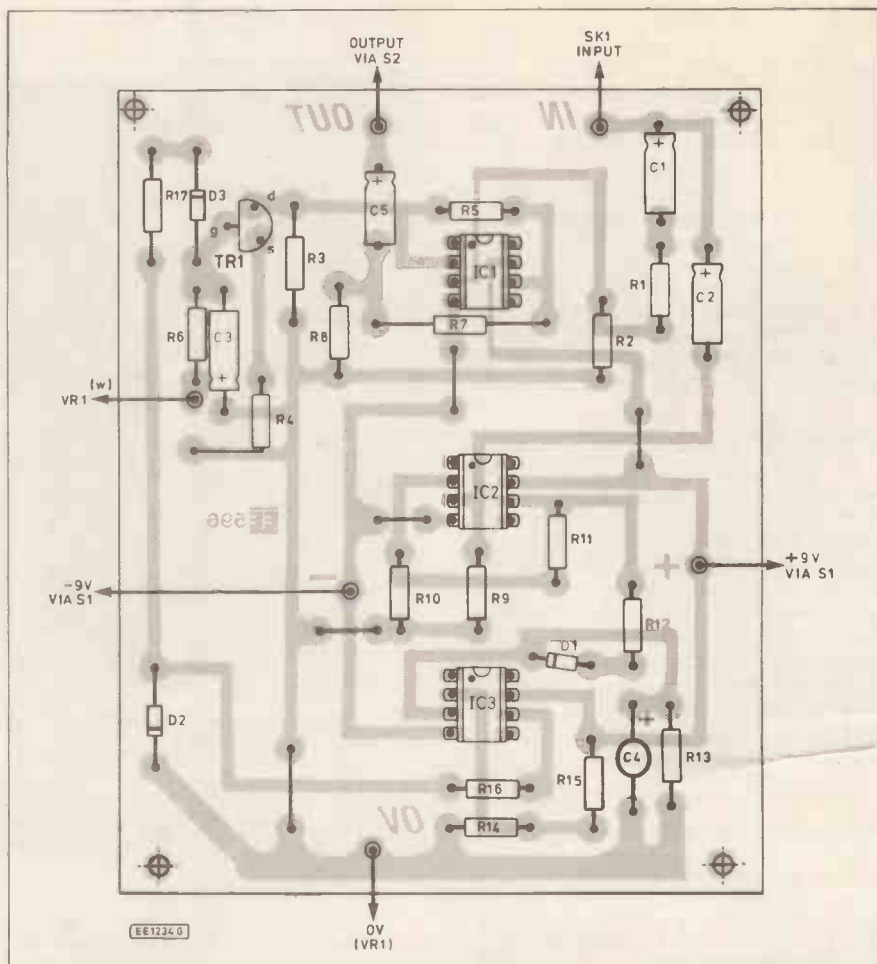 OUTPUT
VIA S2
SK1
INPUT
OUT
IN
C1
R17
D3
d
g
s
TR1
R3
C5
R5
IC1
R1
C2
R6
C3
R8
R7
R2
(w)
VR1
R4
IC2
EE 596
R11
+9V
VIA S1
-9V
VIA S1
R10
R9
R12
D1
IC3
D2
C4
R13
R15
R16
R14
0V
EE1234G
0V
(VR1)